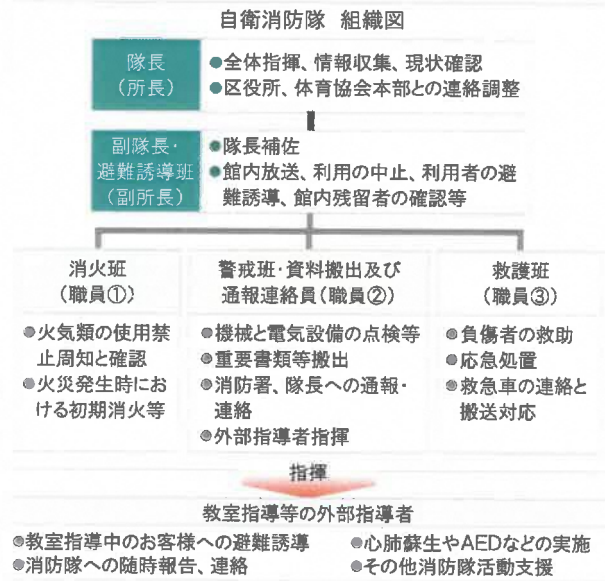 自衛消防隊 組織図
隊長
(所長)
●全体指揮、情報収集、現状確認
●区役所、体育協会本部との連絡調整
副隊長・
避難誘導班
(副所長)
●隊長補佐
●館内放送、利用の中止、利用者の避
難誘導、館内残留者の確認等
消火班
(職員①)
●火気類の使用禁
止周知と確認
●火災発生時にお
ける初期消火等
警戒班・資料搬出及び
通報連絡員(職員②)
●機械と電気設備の点検等
●重要書類等搬出
●消防署、隊長への通報・
連絡
●外部指導者指揮
救護班
(職員③)
●負傷者の救助
●応急処置
●救急車の連絡と
搬送対応
指揮
教室指導等の外部指導者
●教室指導中のお客様への避難誘導
●消防隊への随時報告、連絡
●心肺蘇生やAEDなどの実施
●その他消防隊活動支援